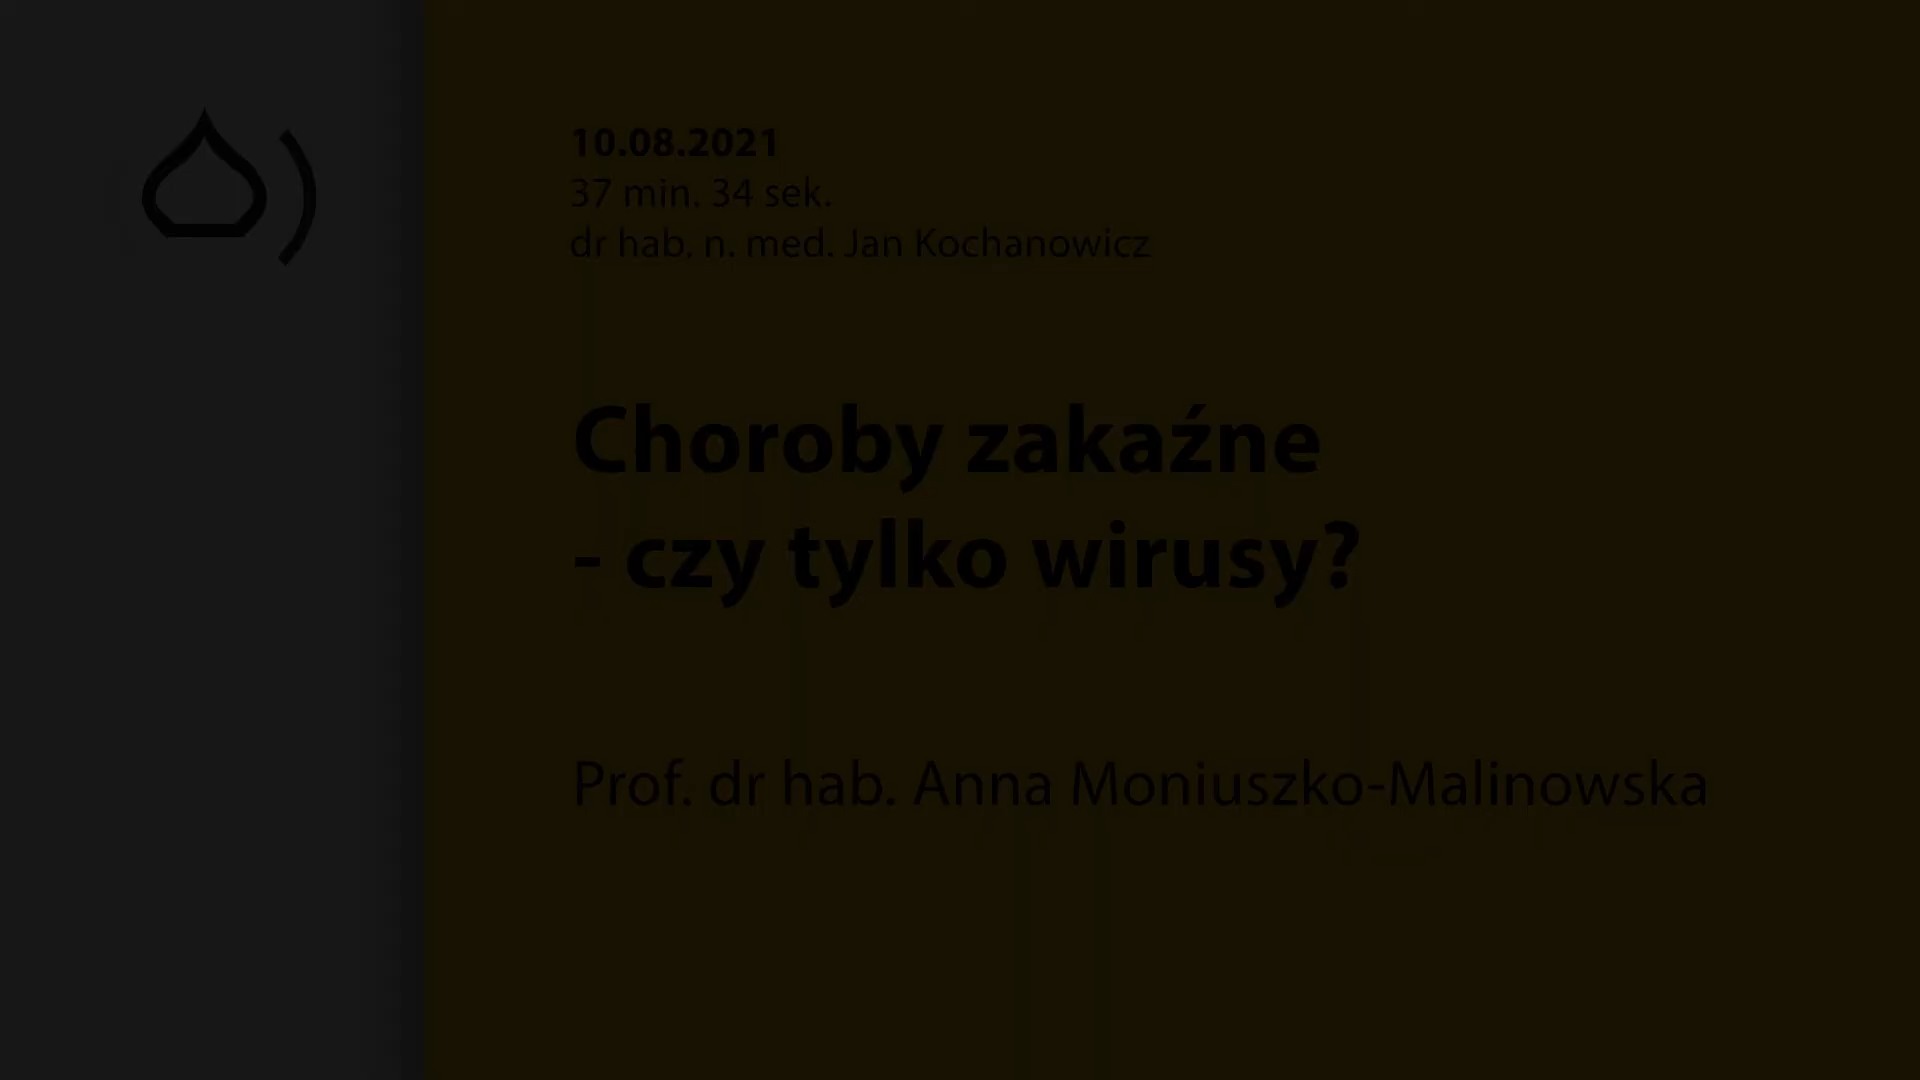 10.08.2021
37 min. 34 sek.
dr hab. n. med. Jan Kochanowicz
Choroby zakaźne
- czy tylko wirusy?
Prof. dr hab. Anna Moniuszko-Malinowska